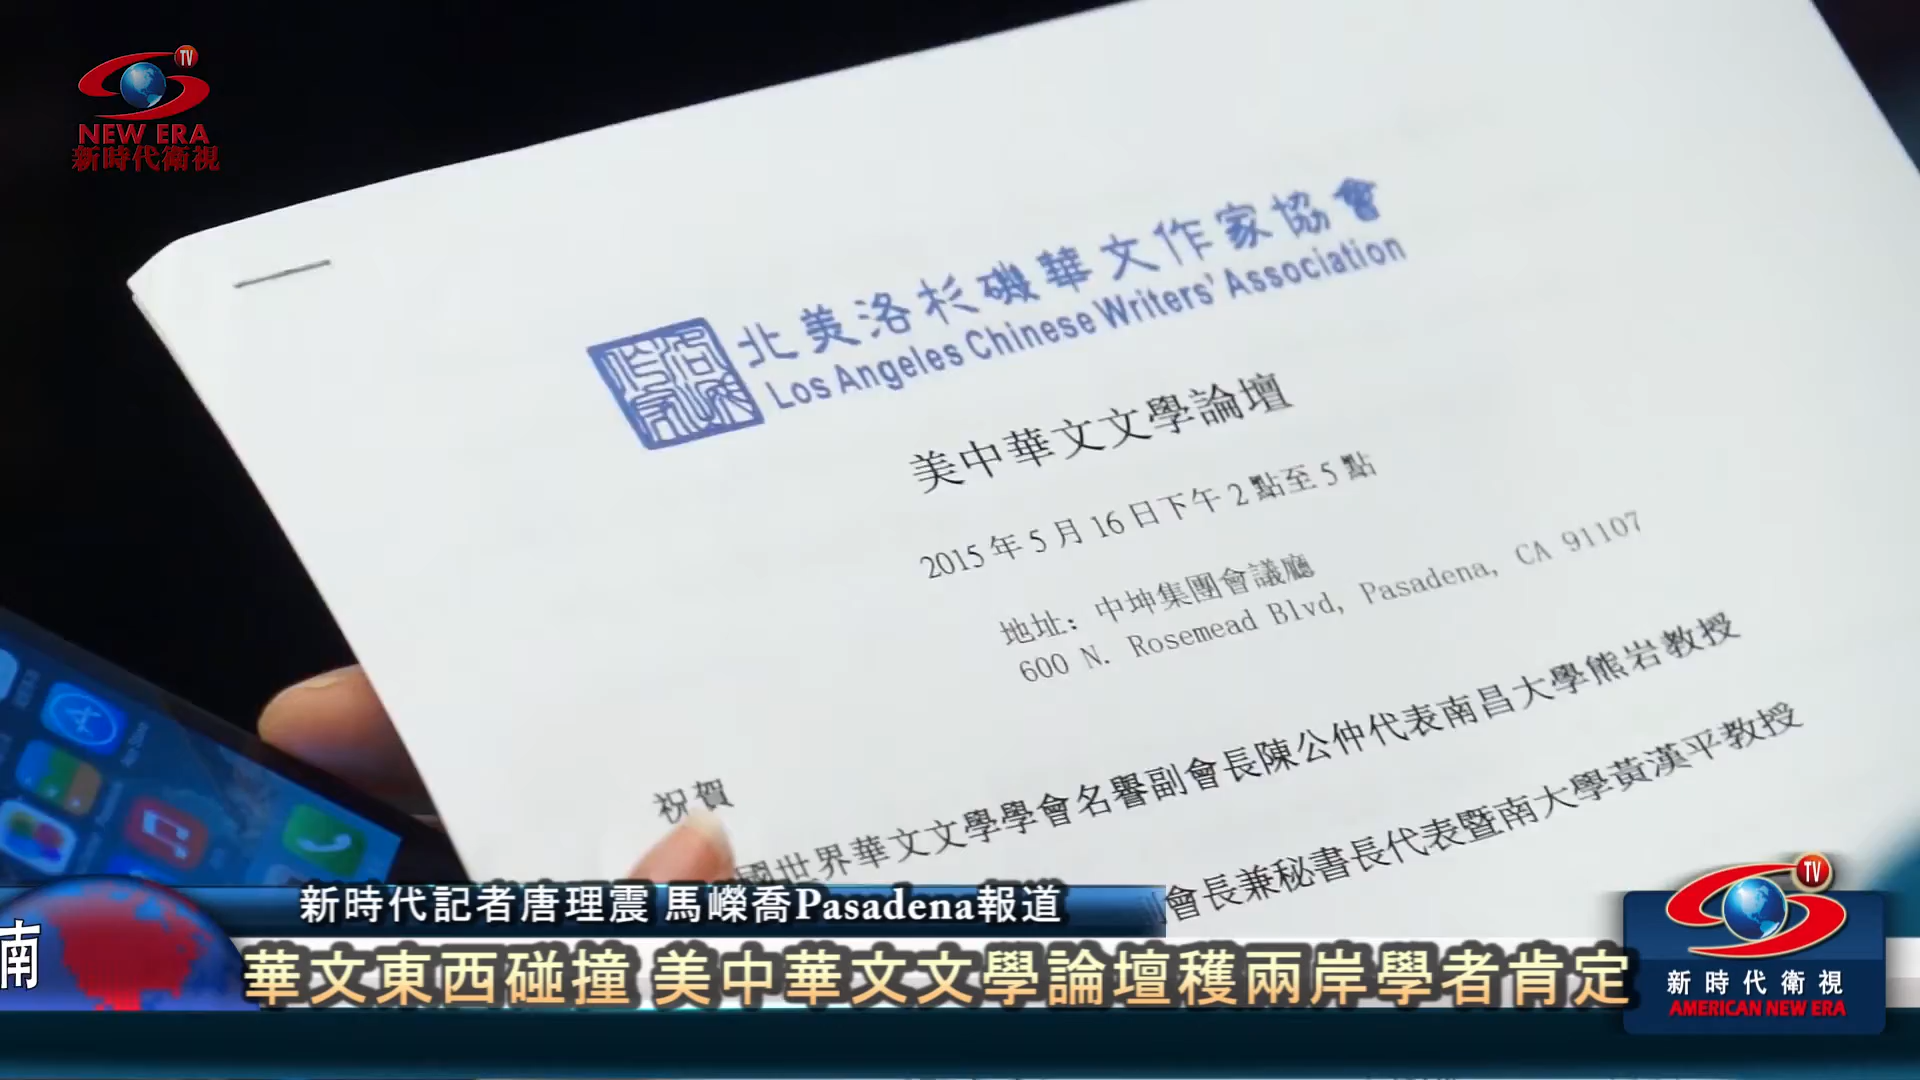 TV
NEW ERA
新時代衛視
北美洛杉磯華文作家協會
Los Angeles Chinese Writers' Association
美中華文文學論壇
2015年5月16日下午2點至5點
地址：中坤集團會議廳
600 N. Rosemead Blvd, Pasadena, CA 91107
祝賀
國世界華文文學學會名譽副會長陳公仲代表南昌大學熊岩教授
副會長兼秘書長代表暨南大學黃漢平教授
新時代記者唐理震 馬嶸喬Pasadena報道
南
華文東西碰撞 美中華文文學論壇穫兩岸學者肯定
TV
新時代衛視
AMERICAN NEW ERA